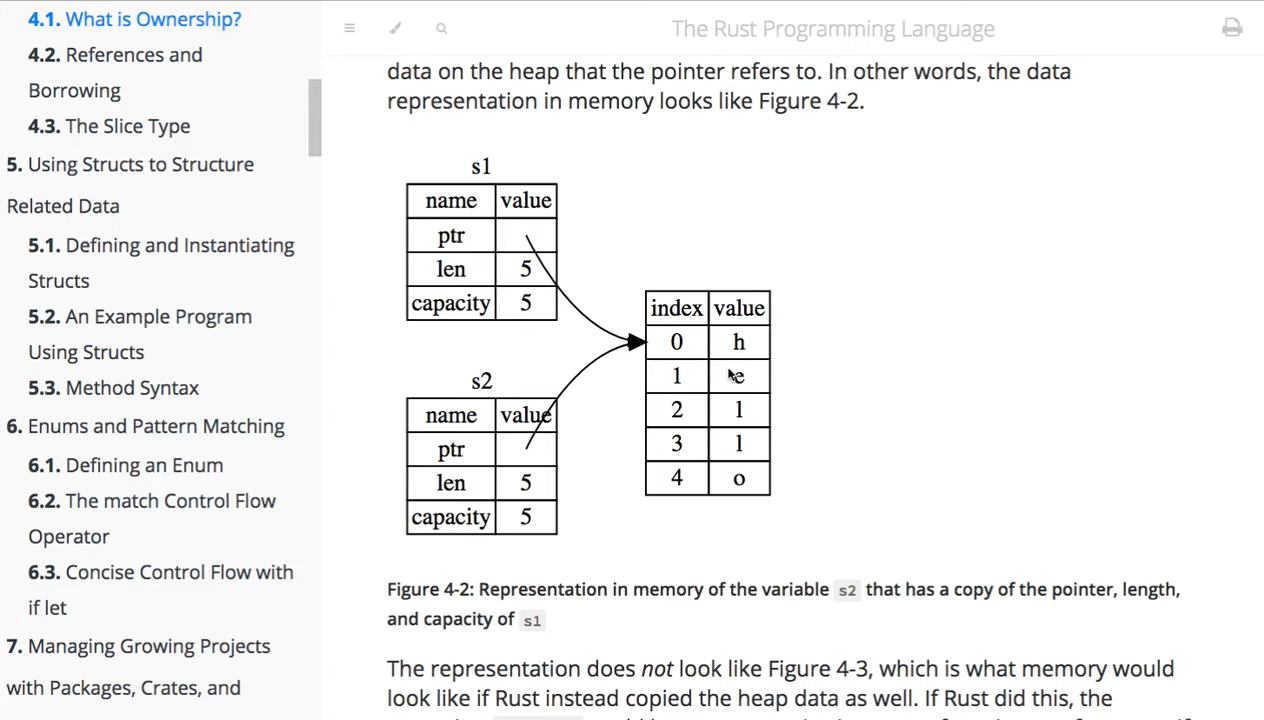 4.1. What is Ownership?
4.2. References and
Borrowing
4.3. The Slice Type
5. Using Structs to Structure
Related Data
5.1. Defining and Instantiating
Structs
5.2. An Example Program
Using Structs
5.3. Method Syntax
6. Enums and Pattern Matching
6.1. Defining an Enum
6.2. The match Control Flow
Operator
6.3. Concise Control Flow with
if let
7. Managing Growing Projects
with Packages, Crates, and
The Rust Programming Language
data on the heap that the pointer refers to. In other words, the data
representation in memory looks like Figure 4-2.
s1
name value
ptr
len 5
capacity 5
s2
name value
ptr
len 5
capacity 5
index value
0 h
1 e
2 l
3 l
4 o
Figure 4-2: Representation in memory of the variable s2 that has a copy of the pointer, length,
and capacity of s1
The representation does not look like Figure 4-3, which is what memory would
look like if Rust instead copied the heap data as well. If Rust did this, the